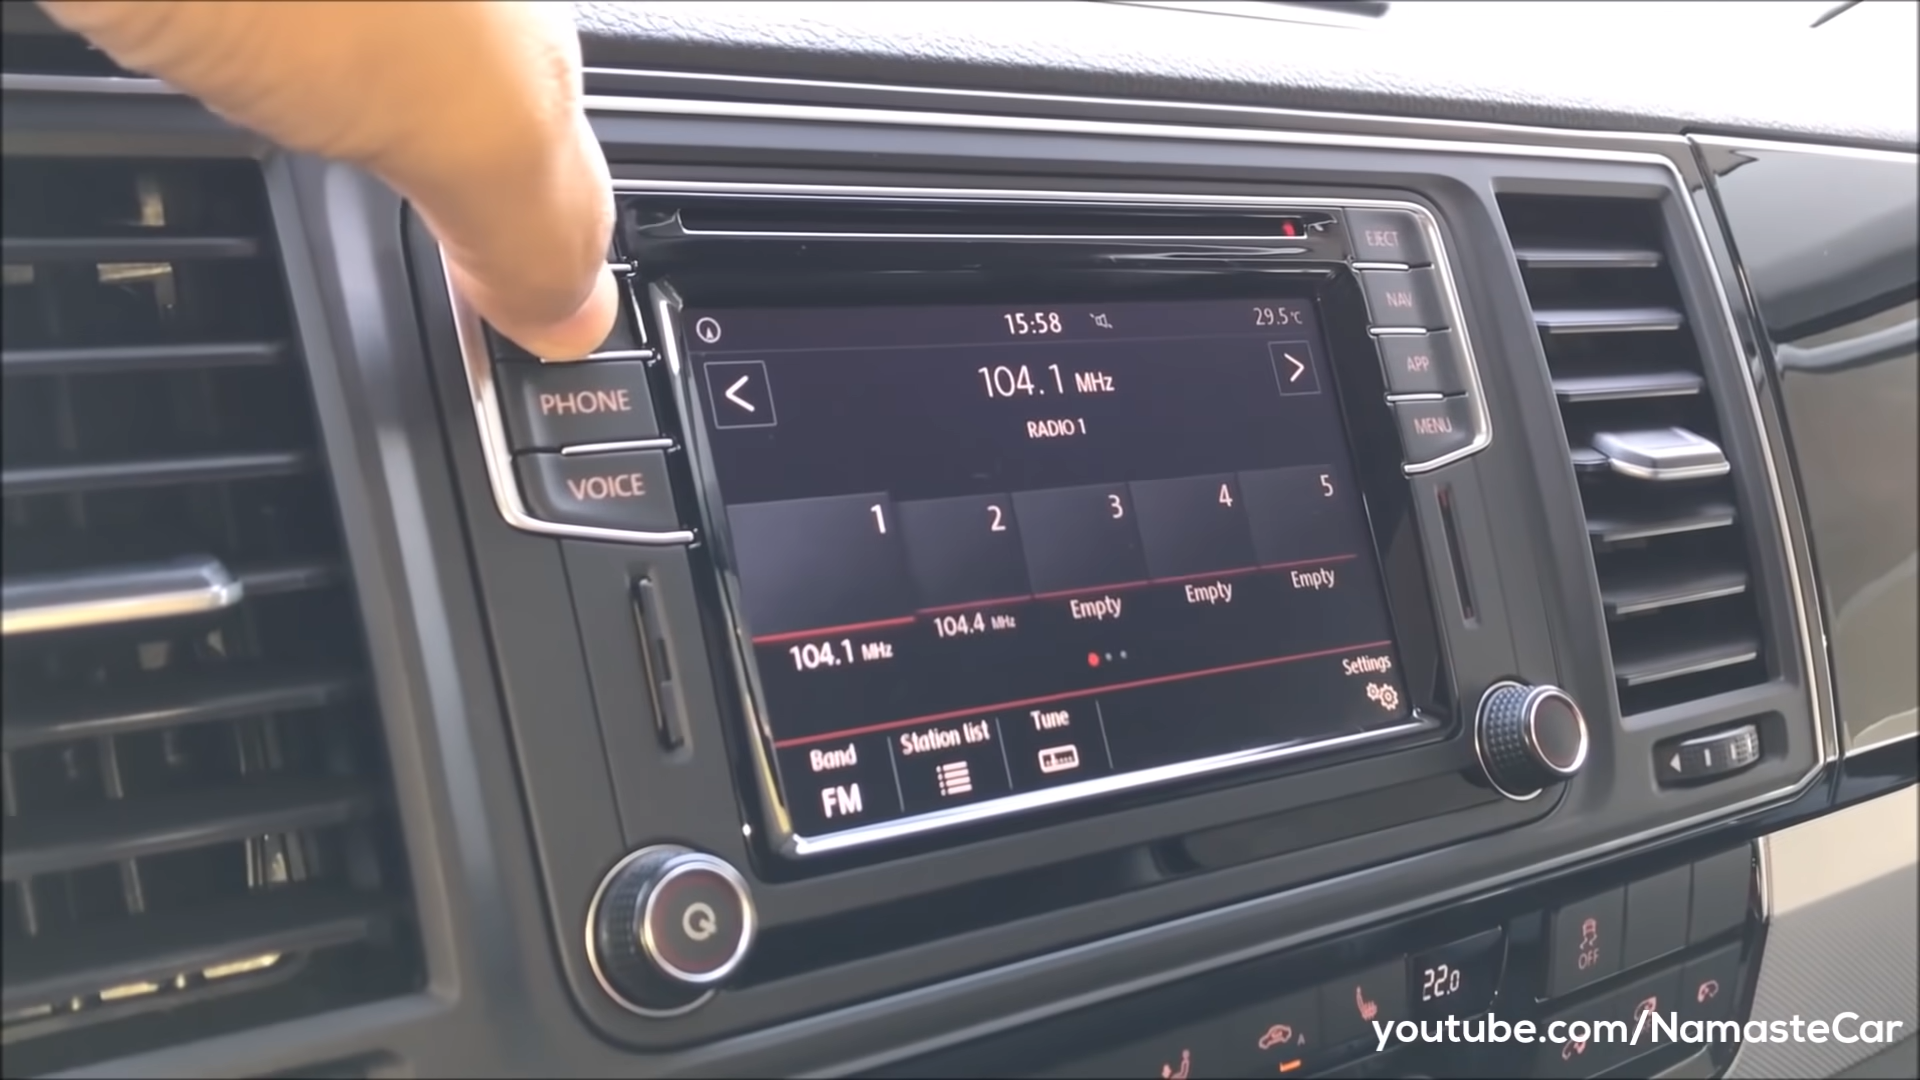 EJECT
15:58
29.5°C
NAV
104.1 MHz
APP
PHONE
RADIO 1
MENU
VOICE
1
2
3
4
5
104.1 MHz
104.4 MHz
Empty
Empty
Empty
Settings
Band
FM
Station list
Tune
OFF
22.0
A
youtube.com/NamasteCar